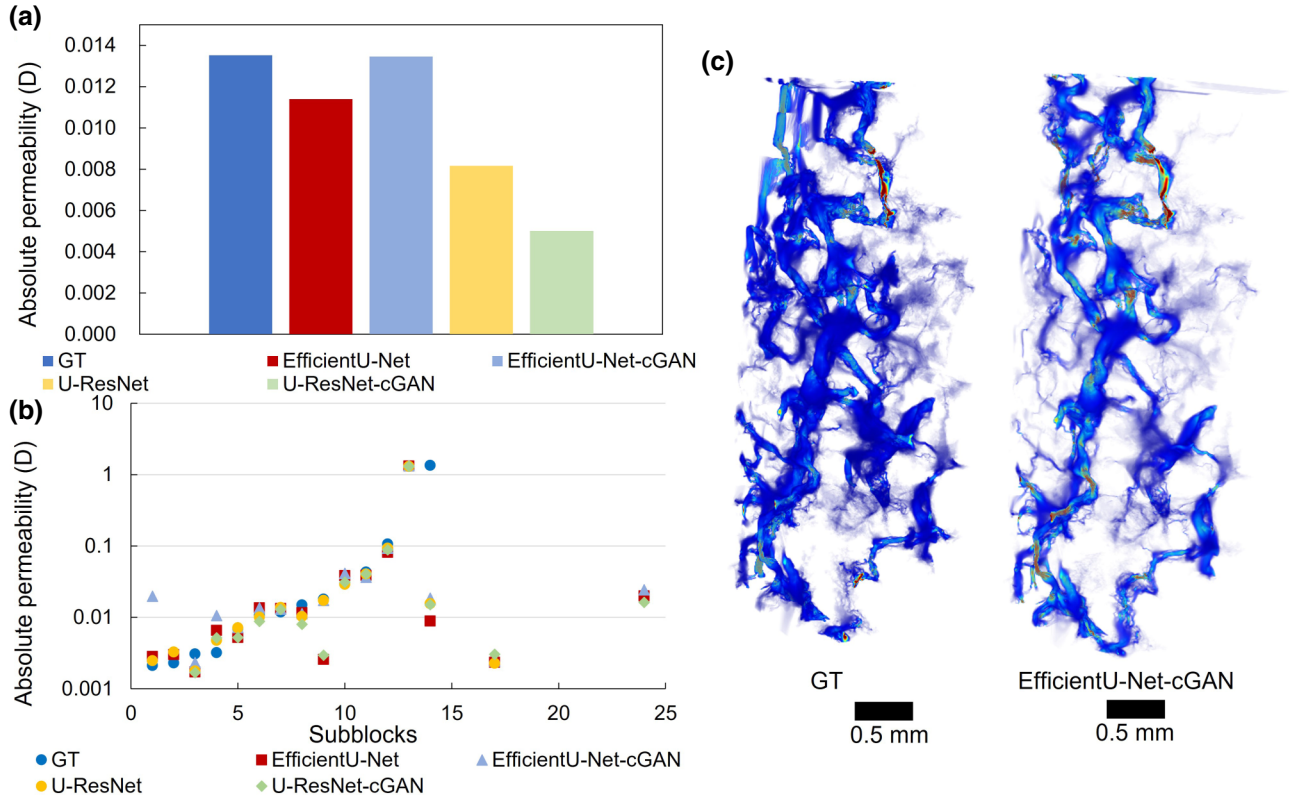 (a)
Absolute permeability (D)
0.014
0.012
0.010
0.008
0.006
0.004
0.002
0.000
GT EfficientU-Net EfficientU-Net-cGAN
U-ResNet U-ResNet-cGAN
(b)
Absolute permeability (D)
10
1
0.1
0.01
0.001
0 5 10 15 20 25
Subblocks
GT EfficientU-Net EfficientU-Net-cGAN
U-ResNet U-ResNet-cGAN
(c)
GT EfficientU-Net-cGAN
0.5 mm 0.5 mm